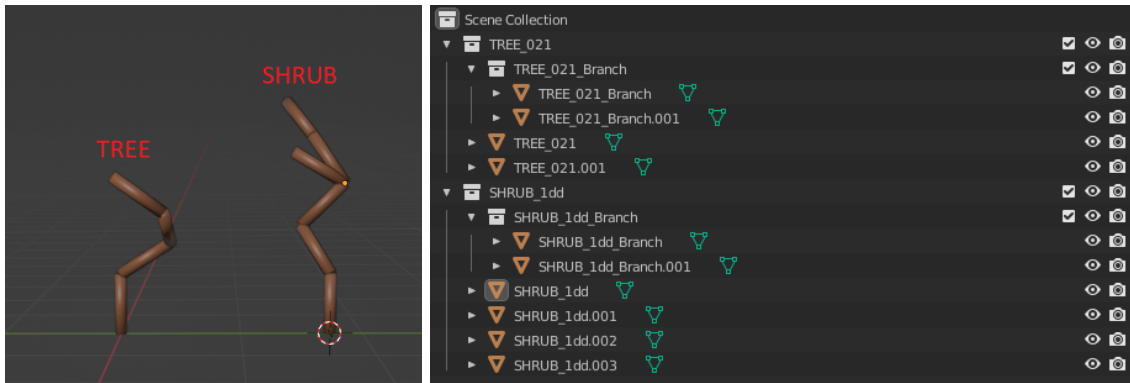 SHRUB
TREE
Scene Collection
TREE_021
TREE_021_Branch
TREE_021_Branch
TREE_021_Branch.001
TREE_021
TREE_021.001
SHRUB_1dd
SHRUB_1dd_Branch
SHRUB_1dd_Branch
SHRUB_1dd_Branch.001
SHRUB_1dd
SHRUB_1dd.001
SHRUB_1dd.002
SHRUB_1dd.003